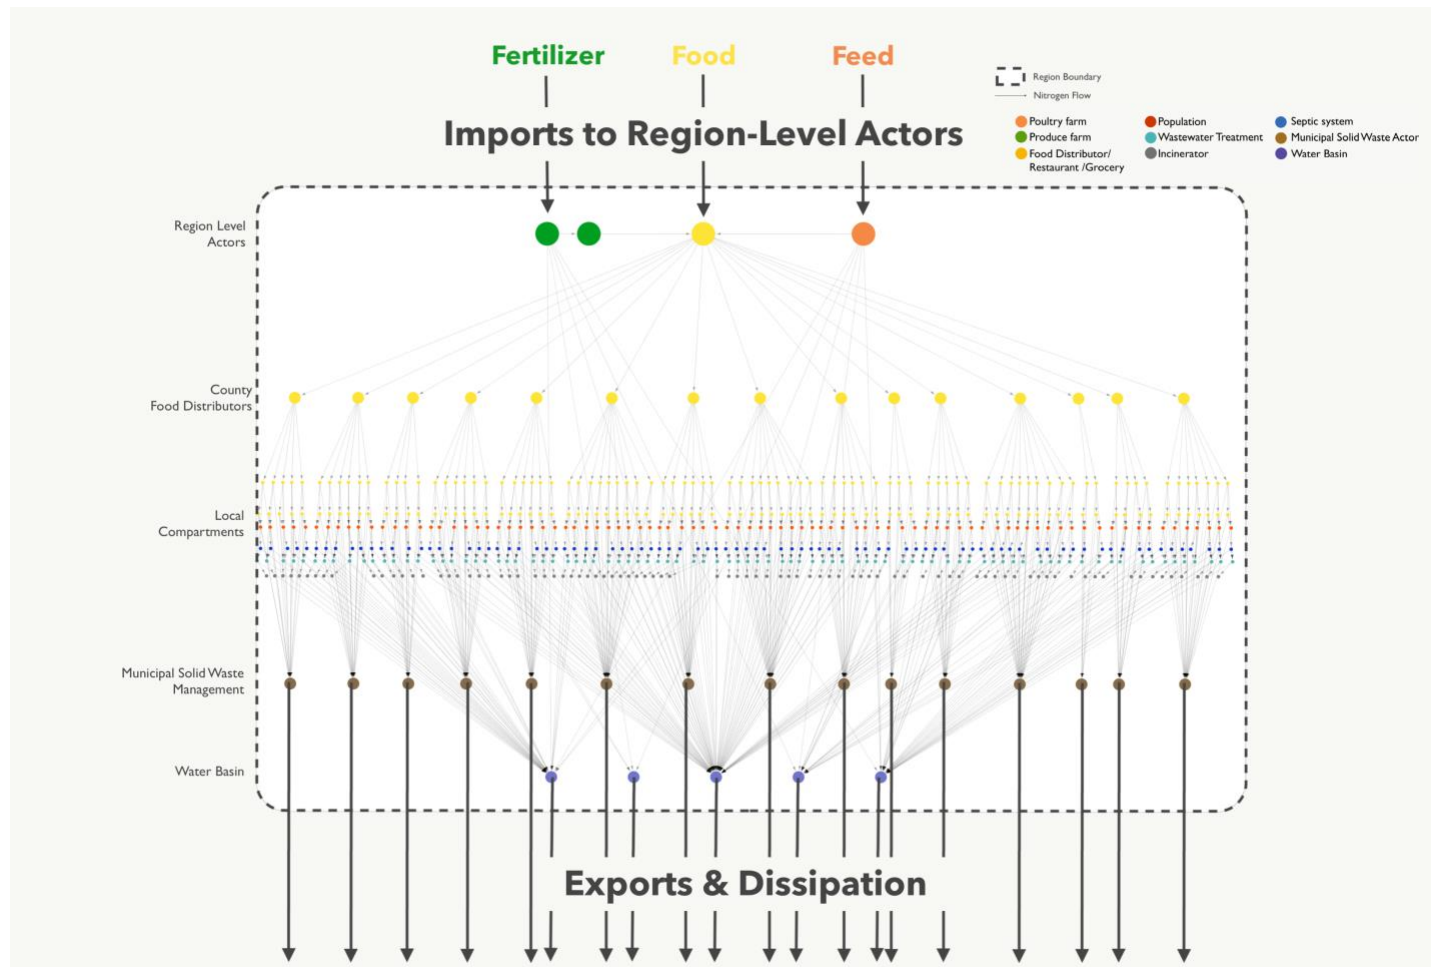 Fertilizer
Food
Feed
Imports to Region-Level Actors
Region Boundary
Nitrogen Flow
Poultry farm
Produce farm
Food Distributor/
Restaurant /Grocery
Population
Wastewater Treatment
Incinerator
Septic system
Municipal Solid Waste Actor
Water Basin
Region Level
Actors
County
Food Distributors
Local
Compartments
Municipal Solid Waste
Management
Water Basin
Exports & Dissipation